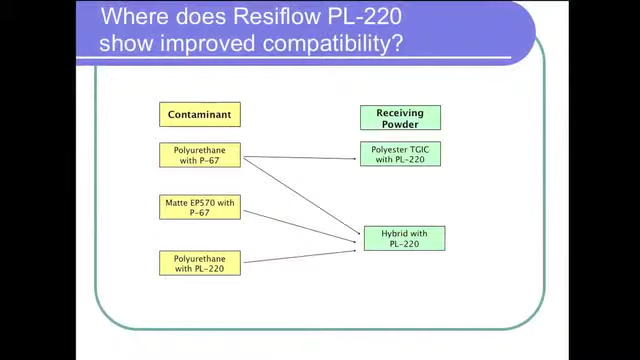 Where does Resiflow PL-220
show improved compatibility?
Contaminant
Receiving
Powder
Polyurethane
with P-67
Polyester TGIC
with PL-220
Matte EP570 with
P-67
Hybrid with
PL-220
Polyurethane
with PL-220